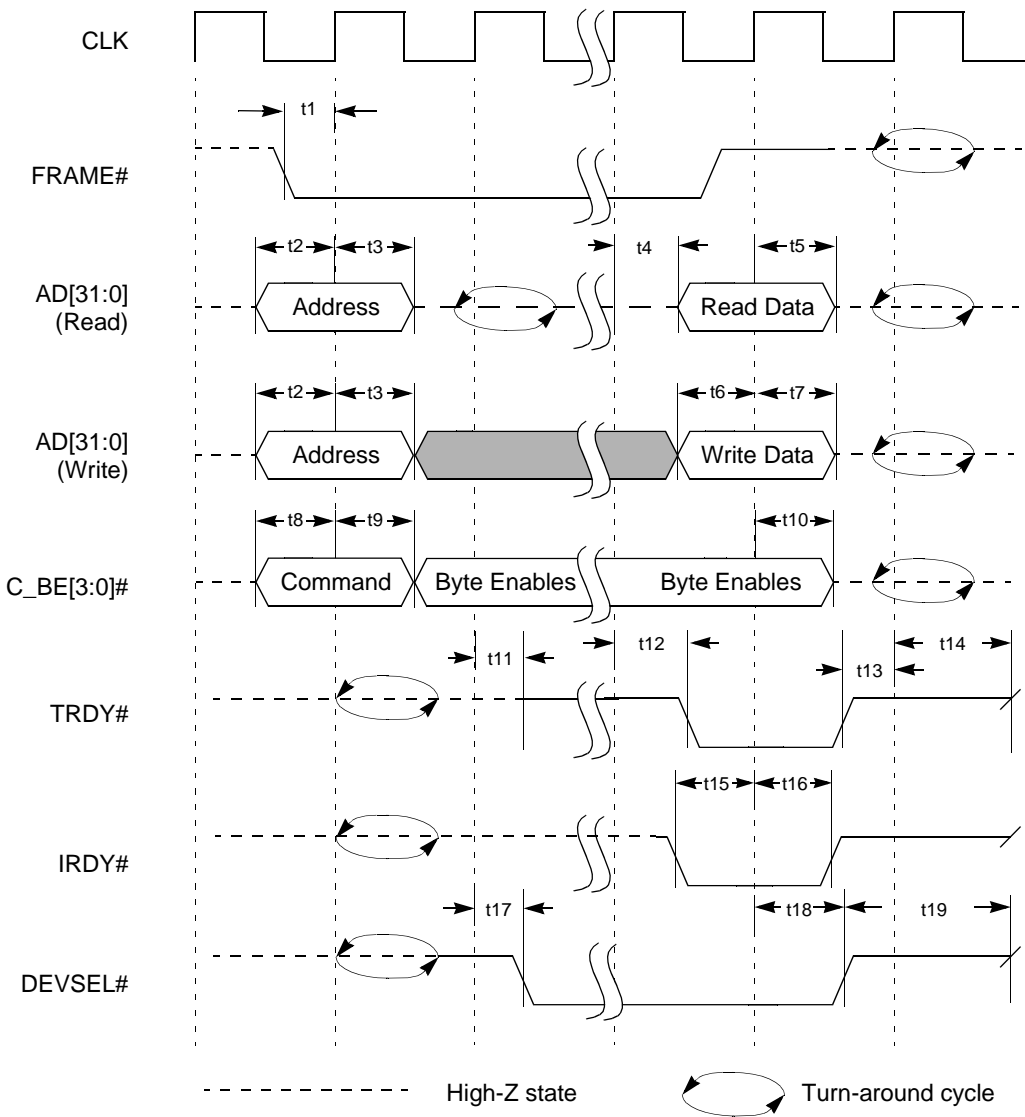 CLK
t1
FRAME#
t2
t3
t4
t5
AD[31:0]
(Read)
Address
Read Data
t2
t3
t6
t7
AD[31:0]
(Write)
Address
Write Data
t8
t9
t10
C_BE[3:0]#
Command
Byte Enables
Byte Enables
t11
t12
t13
t14
TRDY#
t15
t16
IRDY#
t17
t18
t19
DEVSEL#
High-Z state
Turn-around cycle